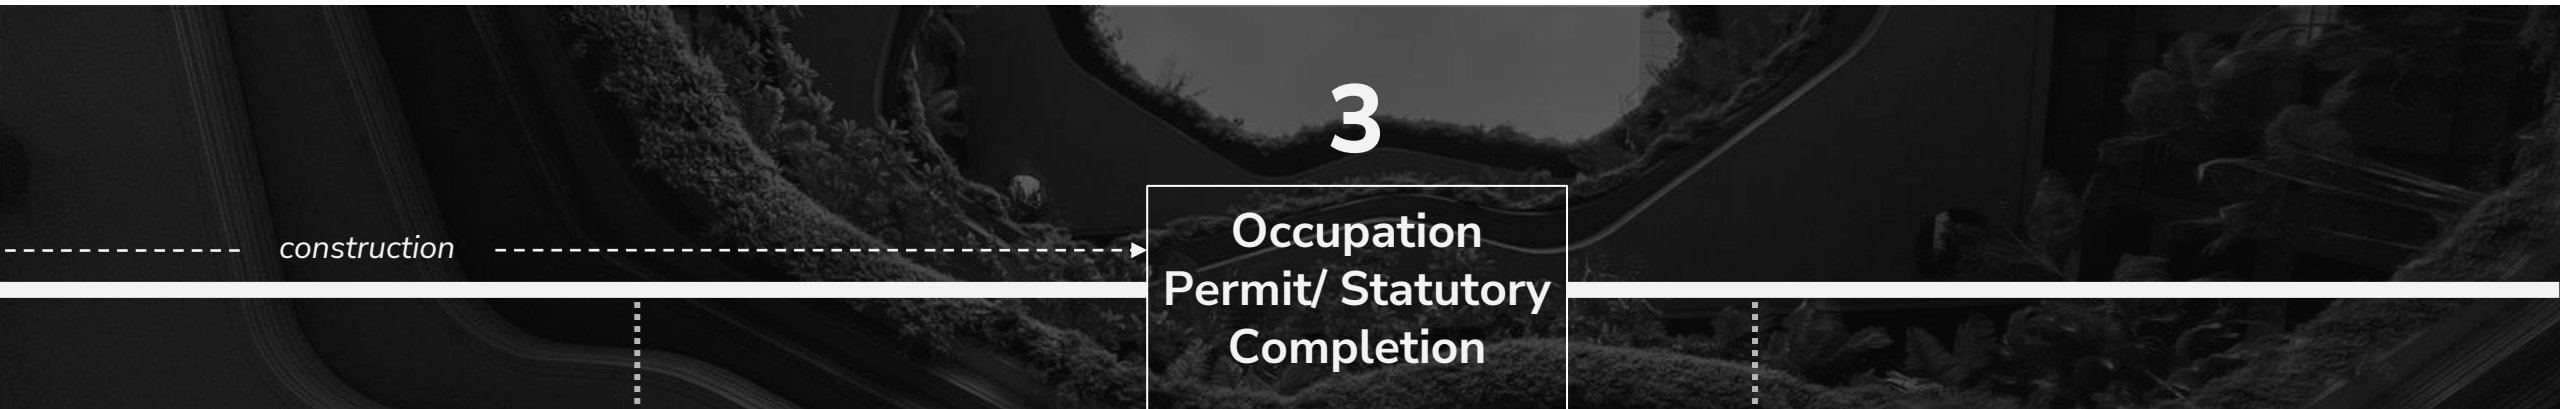 3
construction
Occupation
Permit/ Statutory
Completion